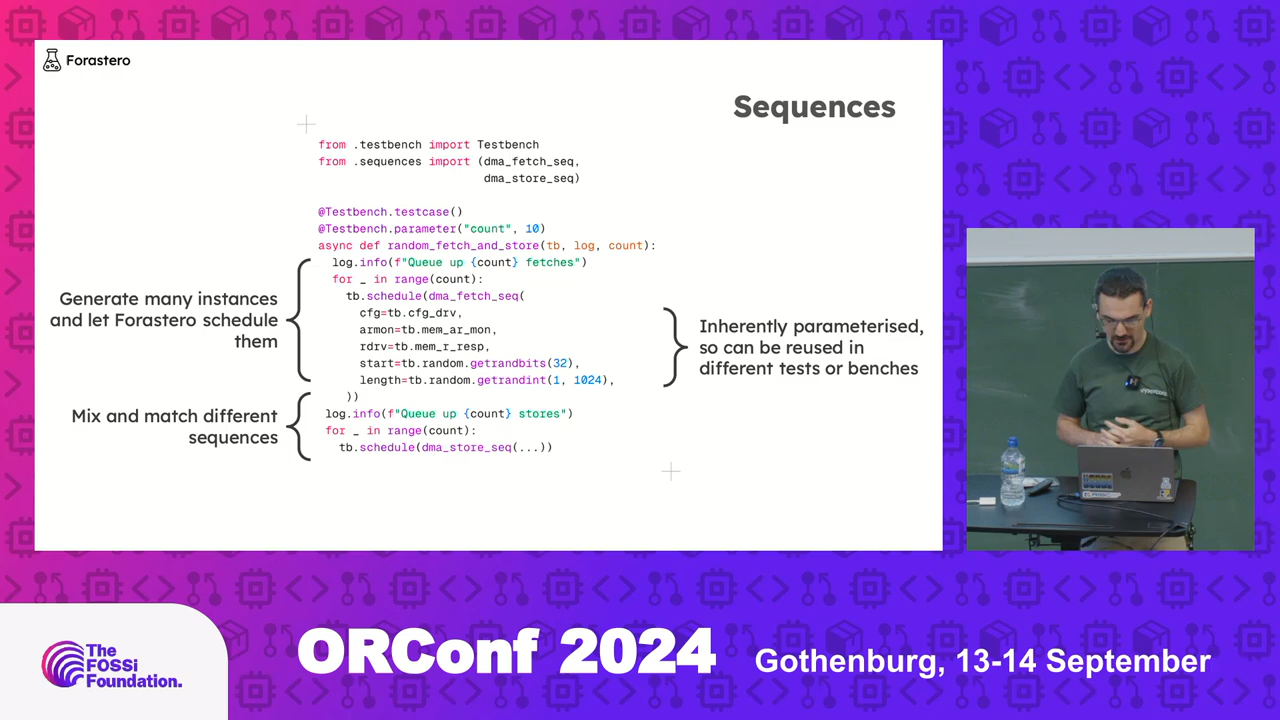 Forastero
Sequences
from .testbench import Testbench
from .sequences import (dma_fetch_seq,
dma_store_seq)
@Testbench.testcase()
@Testbench.parameter("count", 10)
async def random_fetch_and_store(tb, log, count):
log.info(f"Queue up {count} fetches")
for _ in range(count):
tb.schedule(dma_fetch_seq(
cfg=tb.cfg_drv,
armon=tb.mem_ar_mon,
rdrv=tb.mem_r_resp,
start=tb.random.getrandbits(32),
length=tb.random.getrandint(1, 1024),
))
log.info(f"Queue up {count} stores")
for _ in range(count):
tb.schedule(dma_store_seq(...))
Generate many instances
and let Forastero schedule
them
Mix and match different
sequences
Inherently parameterised,
so can be reused in
different tests or benches
The
FOSSi
Foundation.
ORConf 2024
Gothenburg, 13-14 September